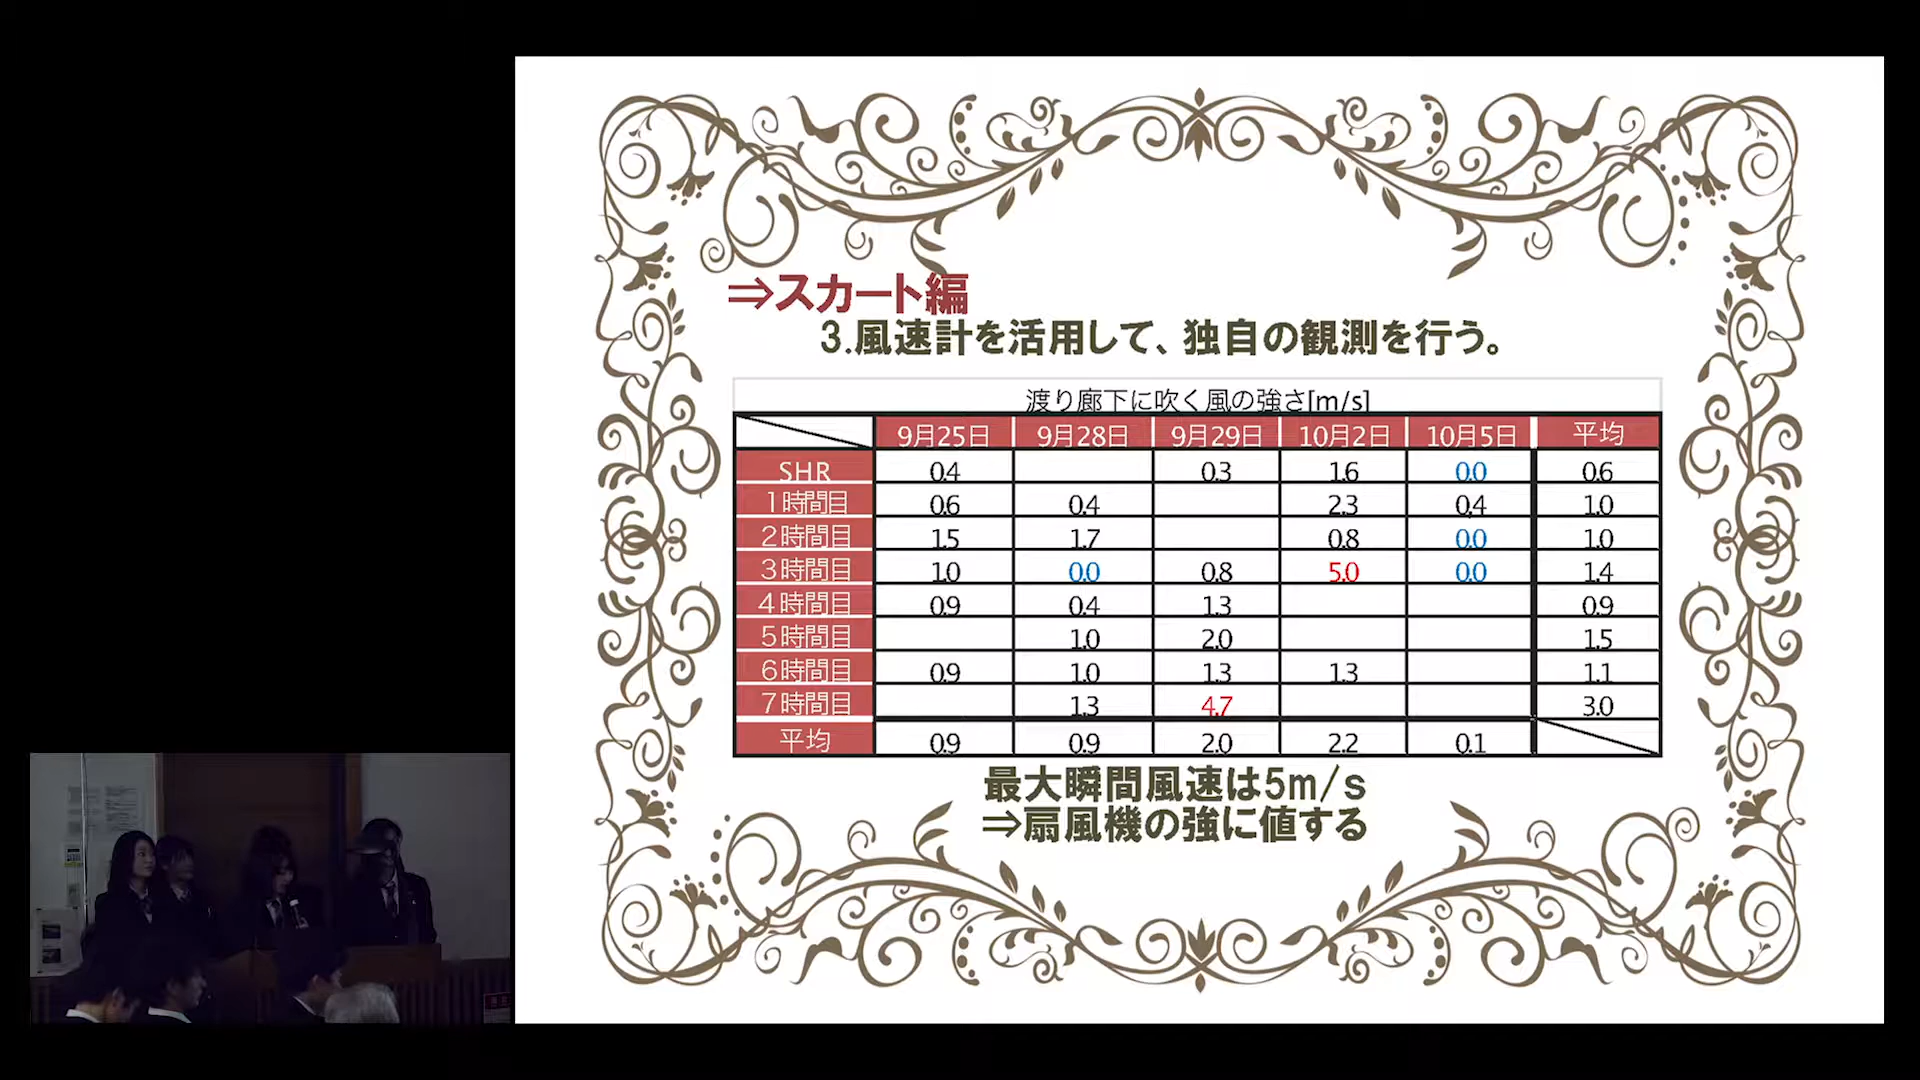 ⇒スカート編
3.風速計を活用して、独自の観測を行う。
渡り廊下に吹く風の強さ[m/s]
9月25日 9月28日 9月29日 10月2日 10月5日 平均
SHR 0.4 0.3 1.6 0.0 0.6
1時間目 0.6 0.4 2.3 0.4 1.0
2時間目 1.5 1.7 0.8 0.0 1.0
3時間目 1.0 0.0 0.8 5.0 0.0 1.4
4時間目 0.9 0.4 1.3 0.9
5時間目 1.0 2.0 1.5
6時間目 0.9 1.0 1.3 1.3 1.1
7時間目 1.3 4.7 3.0
平均 0.9 0.9 2.0 2.2 0.1
最大瞬間風速は5m/s
⇒扇風機の強に値する